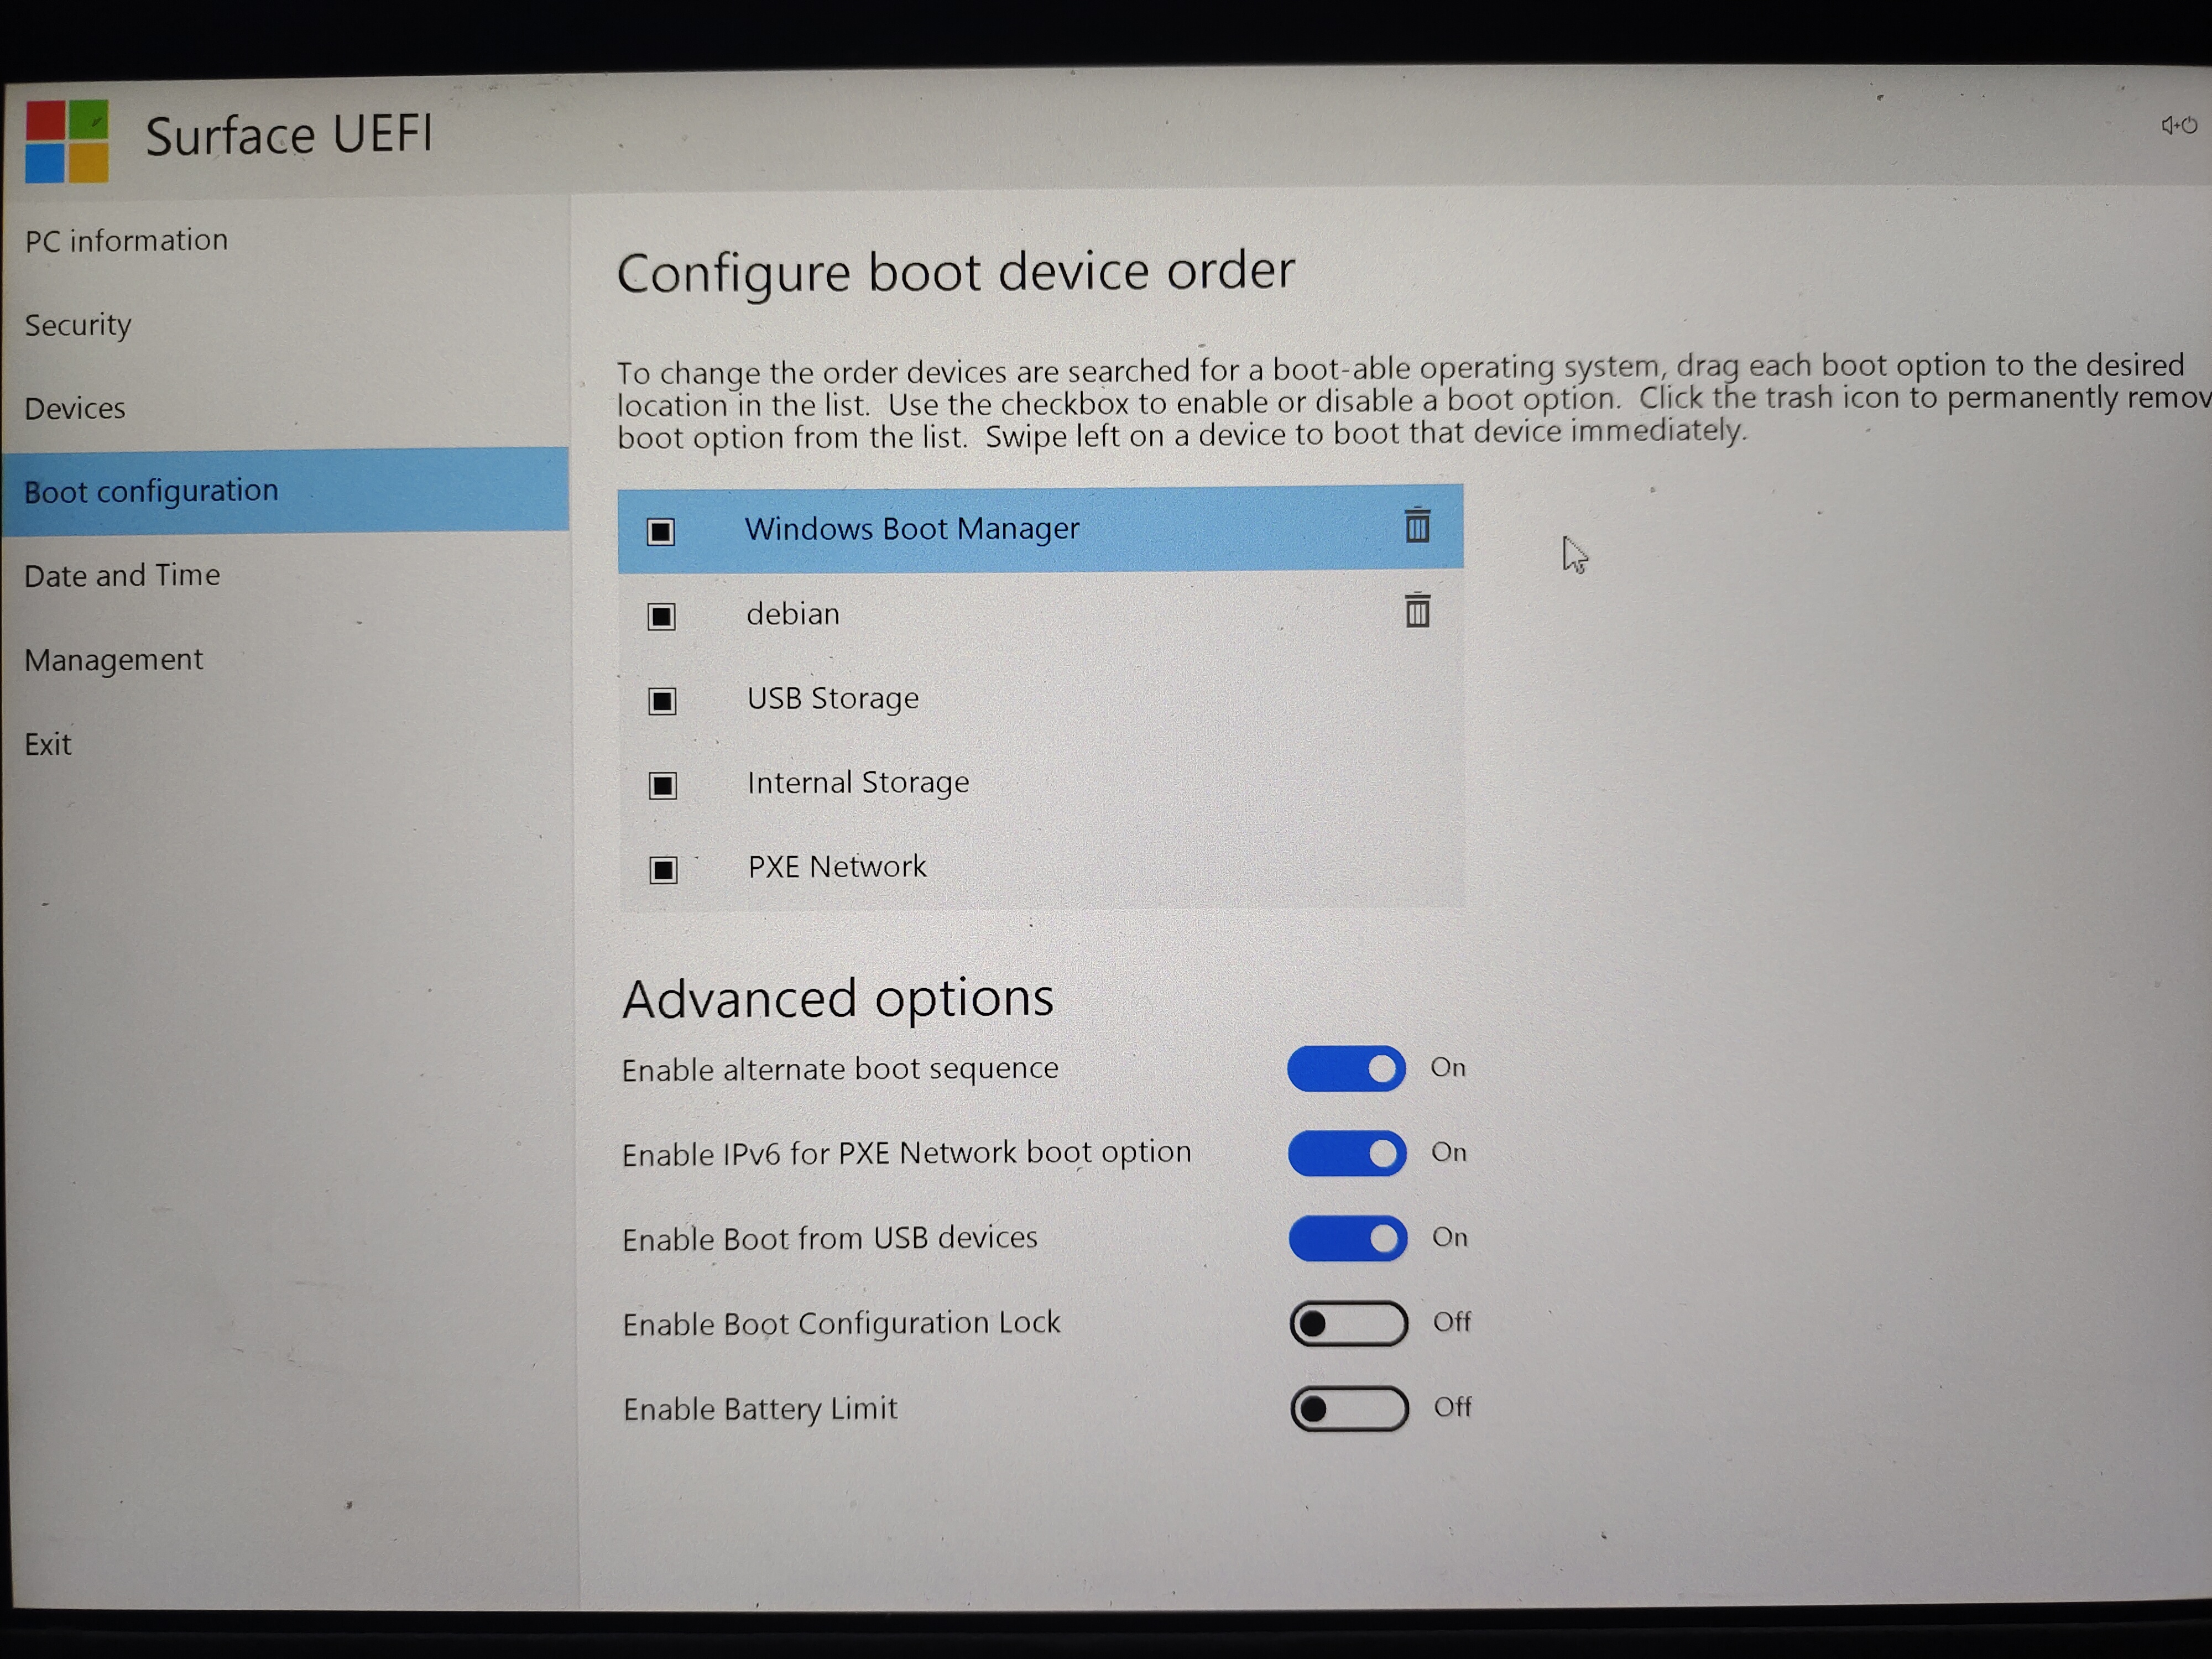 Surface UEFI
PC information
Security
Devices
Boot configuration
Date and Time
Management
Exit
Configure boot device order
To change the order devices are searched for a boot-able operating system, drag each boot option to the desired
location in the list.  Use the checkbox to enable or disable a boot option.  Click the trash icon to permanently remov
boot option from the list.  Swipe left on a device to boot that device immediately.
Windows Boot Manager
debian
USB Storage
Internal Storage
PXE Network
Advanced options
Enable alternate boot sequence On
Enable IPv6 for PXE Network boot option On
Enable Boot from USB devices On
Enable Boot Configuration Lock Off
Enable Battery Limit Off